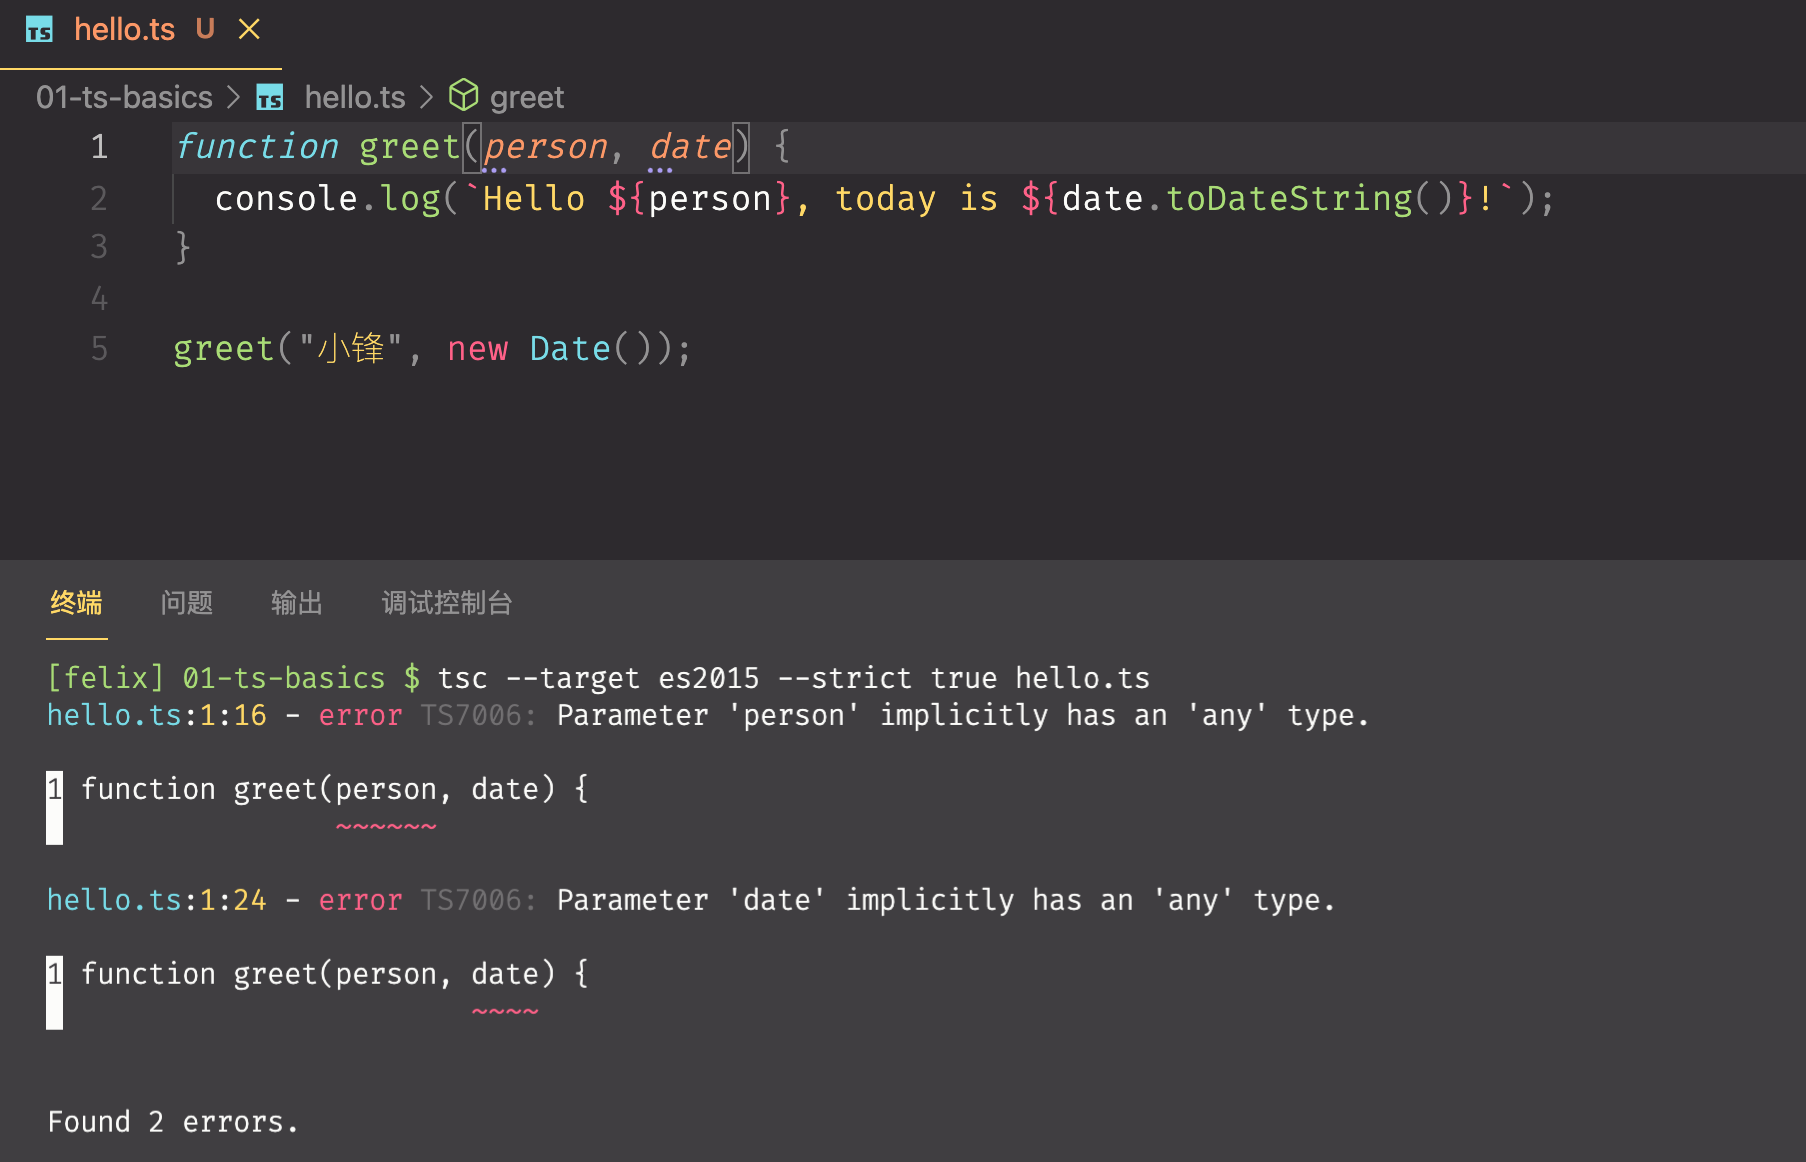 TS hello.ts U
01-ts-basics > TS hello.ts > greet
1 function greet(person, date) {
2   console.log(`Hello ${person}, today is ${date.toDateString()}!`);
3 }
4
5 greet("小锋", new Date());
终端 问题 输出 调试控制台
[felix] 01-ts-basics $ tsc --target es2015 --strict true hello.ts
hello.ts:1:16 - error TS7006: Parameter 'person' implicitly has an 'any' type.
1 function greet(person, date) {
~~~~~~
hello.ts:1:24 - error TS7006: Parameter 'date' implicitly has an 'any' type.
1 function greet(person, date) {
~~~~
Found 2 errors.